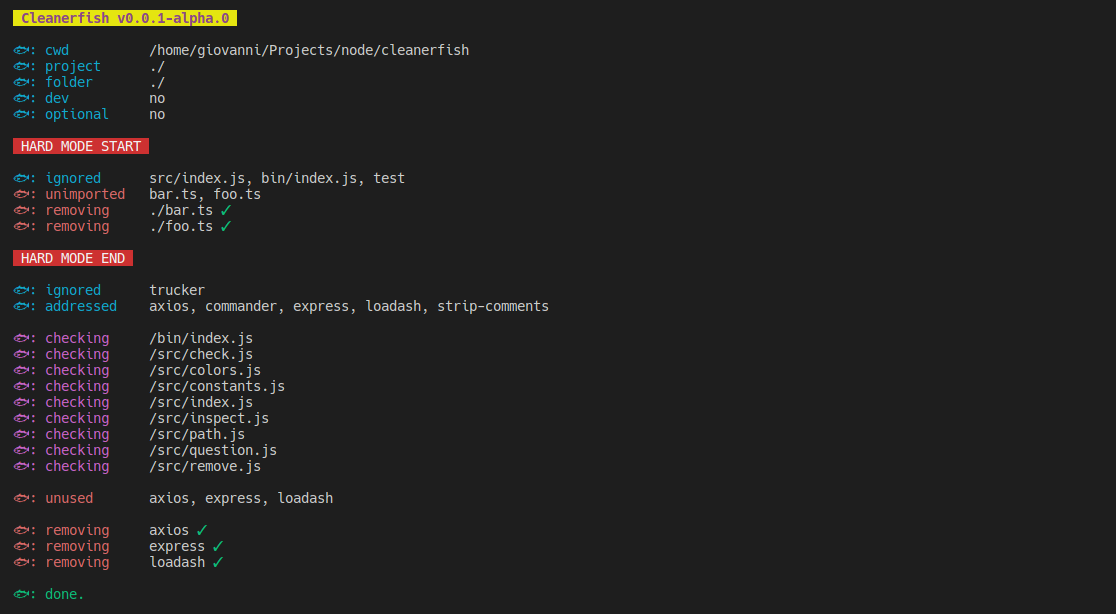 Cleanerfish v0.0.1-alpha.0
: cwd /home/giovanni/Projects/node/cleanerfish
: project ./
: folder ./
: dev no
: optional no
HARD MODE START
: ignored src/index.js, bin/index.js, test
: unimported bar.ts, foo.ts
: removing ./bar.ts ✓
: removing ./foo.ts ✓
HARD MODE END
: ignored trucker
: addressed axios, commander, express, loadash, strip-comments
: checking /bin/index.js
: checking /src/check.js
: checking /src/colors.js
: checking /src/constants.js
: checking /src/index.js
: checking /src/inspect.js
: checking /src/path.js
: checking /src/question.js
: checking /src/remove.js
: unused axios, express, loadash
: removing axios ✓
: removing express ✓
: removing loadash ✓
: done.